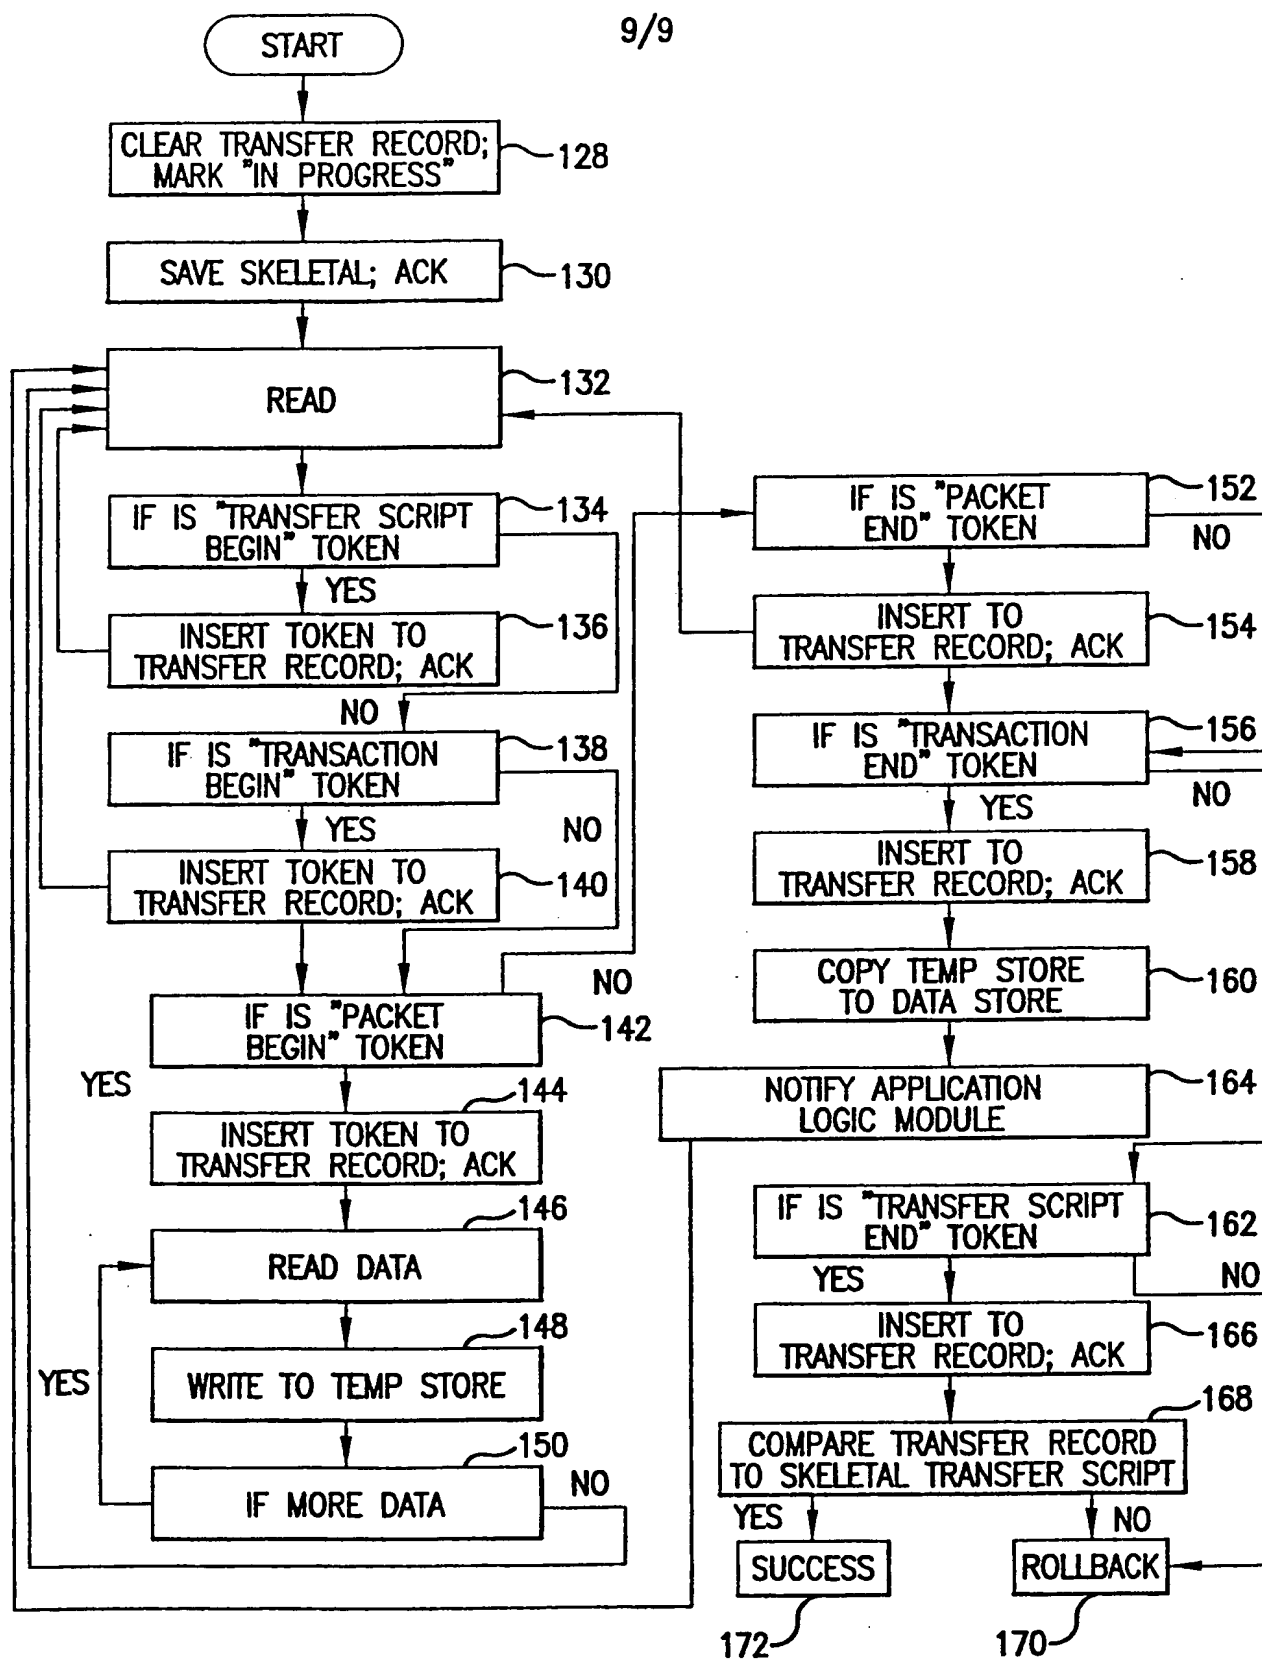 9/9
START
CLEAR TRANSFER RECORD;
MARK "IN PROGRESS"
128
SAVE SKELETAL; ACK
130
READ
132
IF IS "TRANSFER SCRIPT
BEGIN" TOKEN
134
YES
INSERT TOKEN TO
TRANSFER RECORD; ACK
136
NO
IF IS "TRANSACTION
BEGIN" TOKEN
138
YES
NO
INSERT TOKEN TO
TRANSFER RECORD; ACK
140
NO
IF IS "PACKET
BEGIN" TOKEN
142
YES
144
INSERT TOKEN TO
TRANSFER RECORD; ACK
146
READ DATA
148
WRITE TO TEMP STORE
YES
150
IF MORE DATA
NO
IF IS "PACKET
END" TOKEN
152
NO
INSERT TO
TRANSFER RECORD; ACK
154
IF IS "TRANSACTION
END" TOKEN
156
NO
YES
INSERT TO
TRANSFER RECORD; ACK
158
COPY TEMP STORE
TO DATA STORE
160
NOTIFY APPLICATION
LOGIC MODULE
164
IF IS "TRANSFER SCRIPT
END" TOKEN
162
YES
NO
INSERT TO
TRANSFER RECORD; ACK
166
168
COMPARE TRANSFER RECORD
TO SKELETAL TRANSFER SCRIPT
YES
NO
SUCCESS
ROLLBACK
172
170